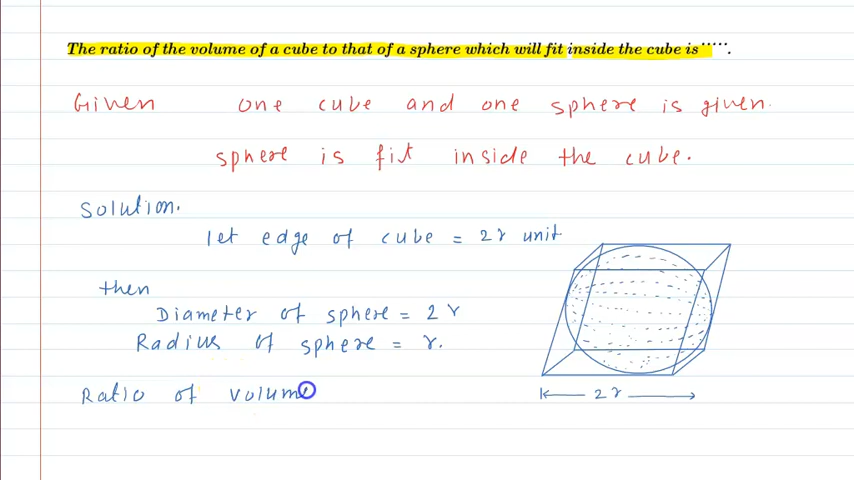 The ratio of the volume of a cube to that of a sphere which will fit inside the cube is ......
Given one cube and one sphere is given.
sphere is fit inside the cube.
Solution.
let edge of cube = 2r unit
then
Diameter of sphere = 2r
Radius of sphere = r.
Ratio of volume
2r